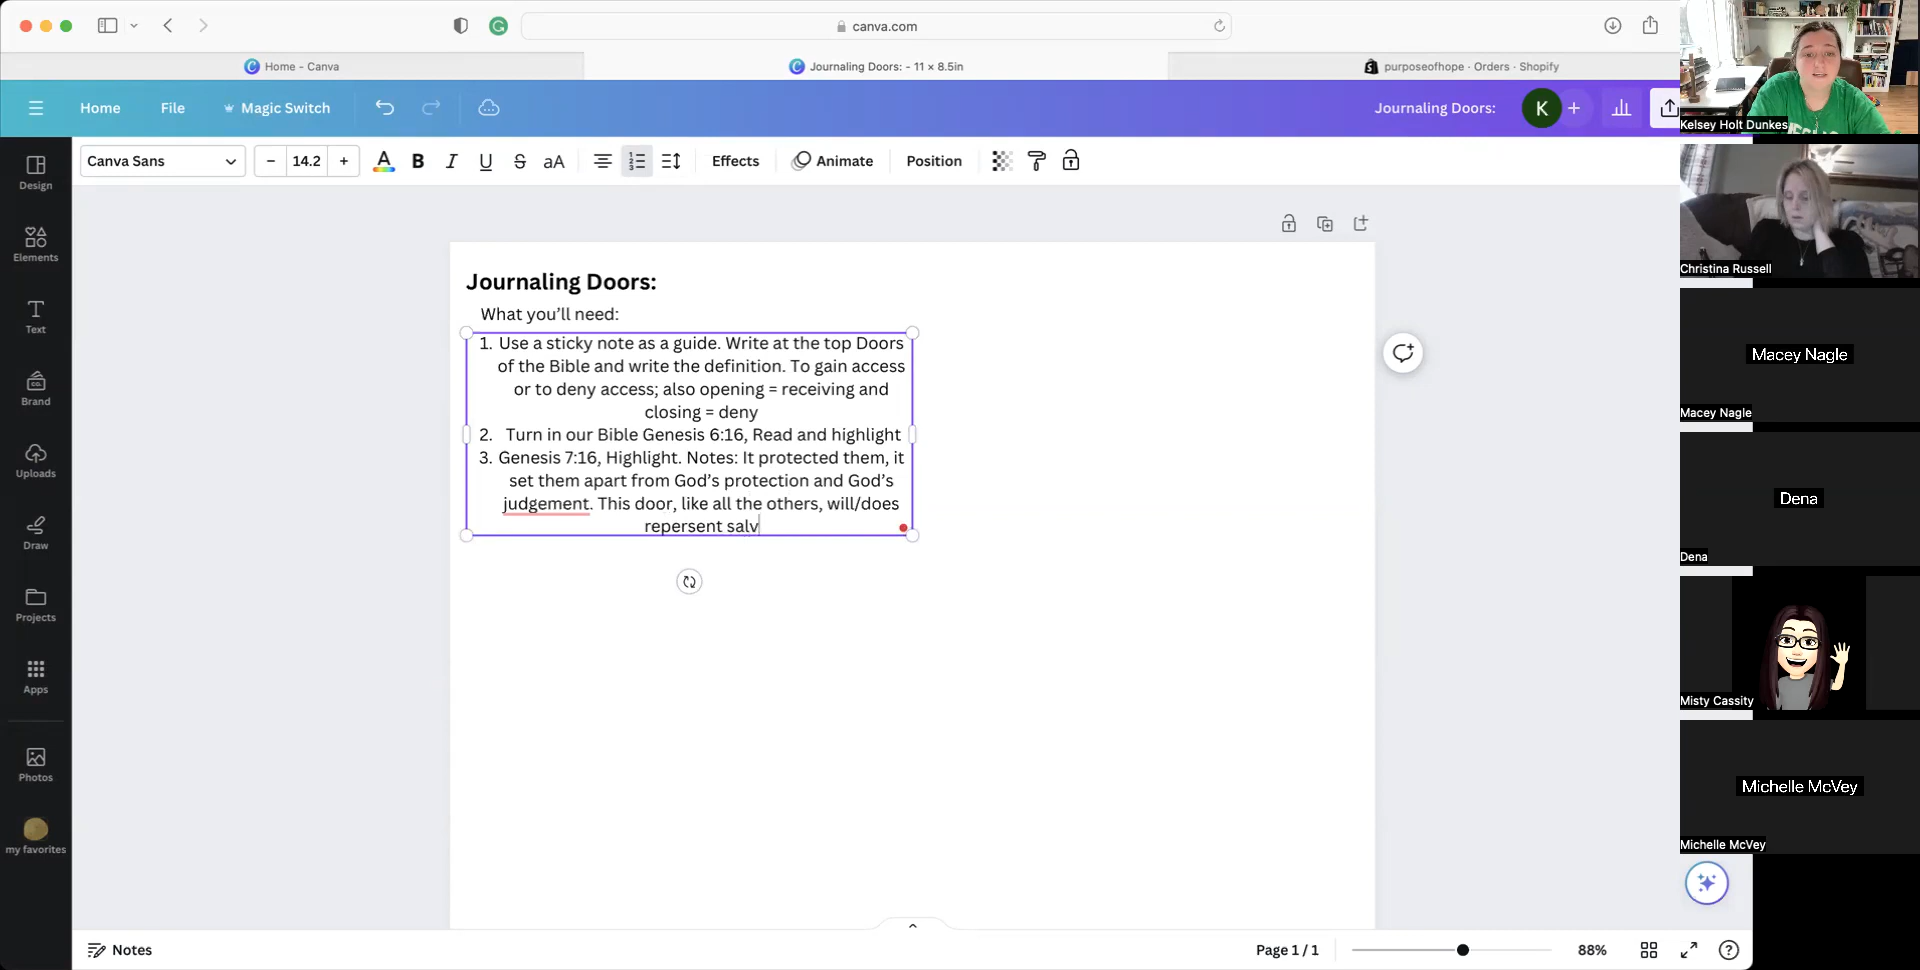 canva.com
Home - Canva
Journaling Doors: - 11 × 8.5in
purposeofhope · Orders · Shopify
Home
File
Magic Switch
Journaling Doors:
K
Canva Sans
14.2
A
B
I
U
S
aA
Effects
Animate
Position
Design
Elements
Text
Brand
Uploads
Draw
Projects
Apps
Photos
my favorites
Journaling Doors:
What you'll need:
1. Use a sticky note as a guide. Write at the top Doors
of the Bible and write the definition. To gain access
or to deny access; also opening = receiving and
closing = deny
2. Turn in our Bible Genesis 6:16, Read and highlight
3. Genesis 7:16, Highlight. Notes: It protected them, it
set them apart from God's protection and God's
judgement. This door, like all the others, will/does
repersent salv
Notes
Page 1 / 1
88%
Kelsey Holt Dunkes
Christina Russell
Macey Nagle
Macey Nagle
Dena
Dena
Misty Cassity
Michelle McVey
Michelle McVey